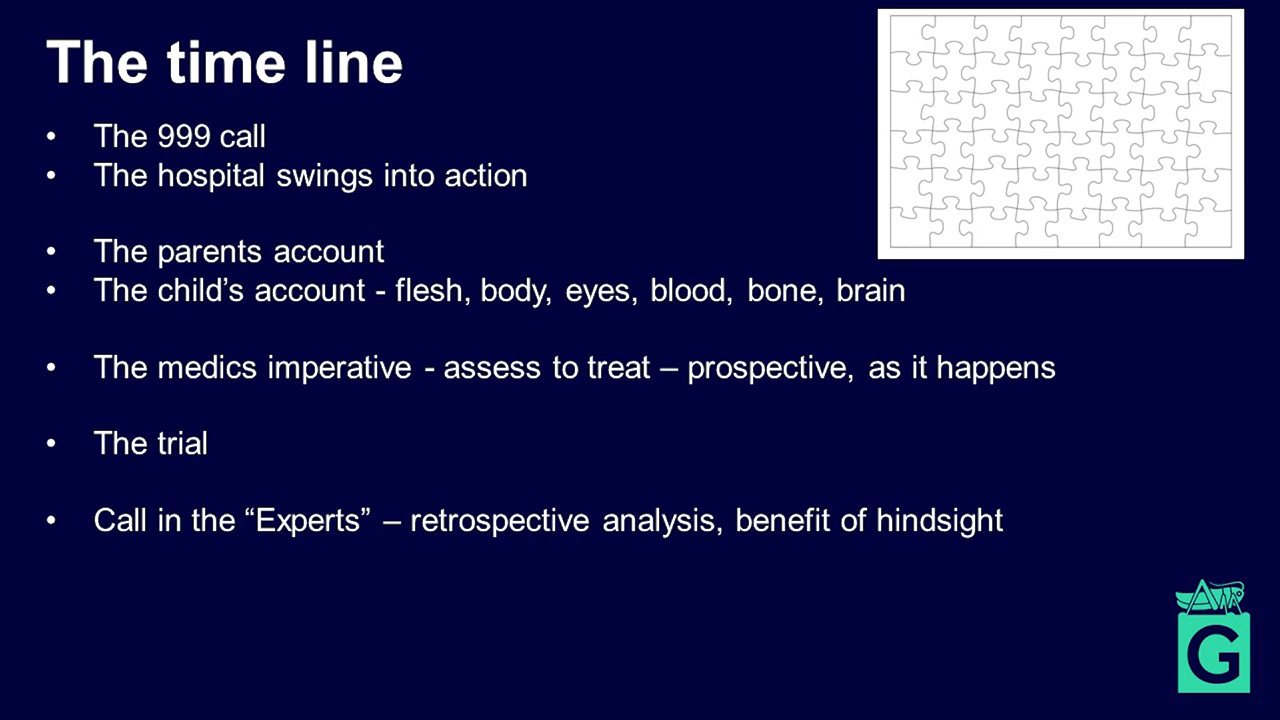 The time line
• The 999 call
• The hospital swings into action
• The parents account
• The child’s account - flesh, body, eyes, blood, bone, brain
• The medics imperative - assess to treat – prospective, as it happens
• The trial
• Call in the “Experts” – retrospective analysis, benefit of hindsight
G